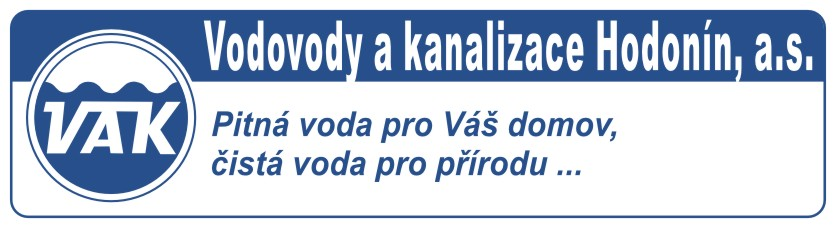 Vodovody a kanalizace Hodonín, a.s.
VAK
Pitná voda pro Váš domov,
čistá voda pro přírodu ...